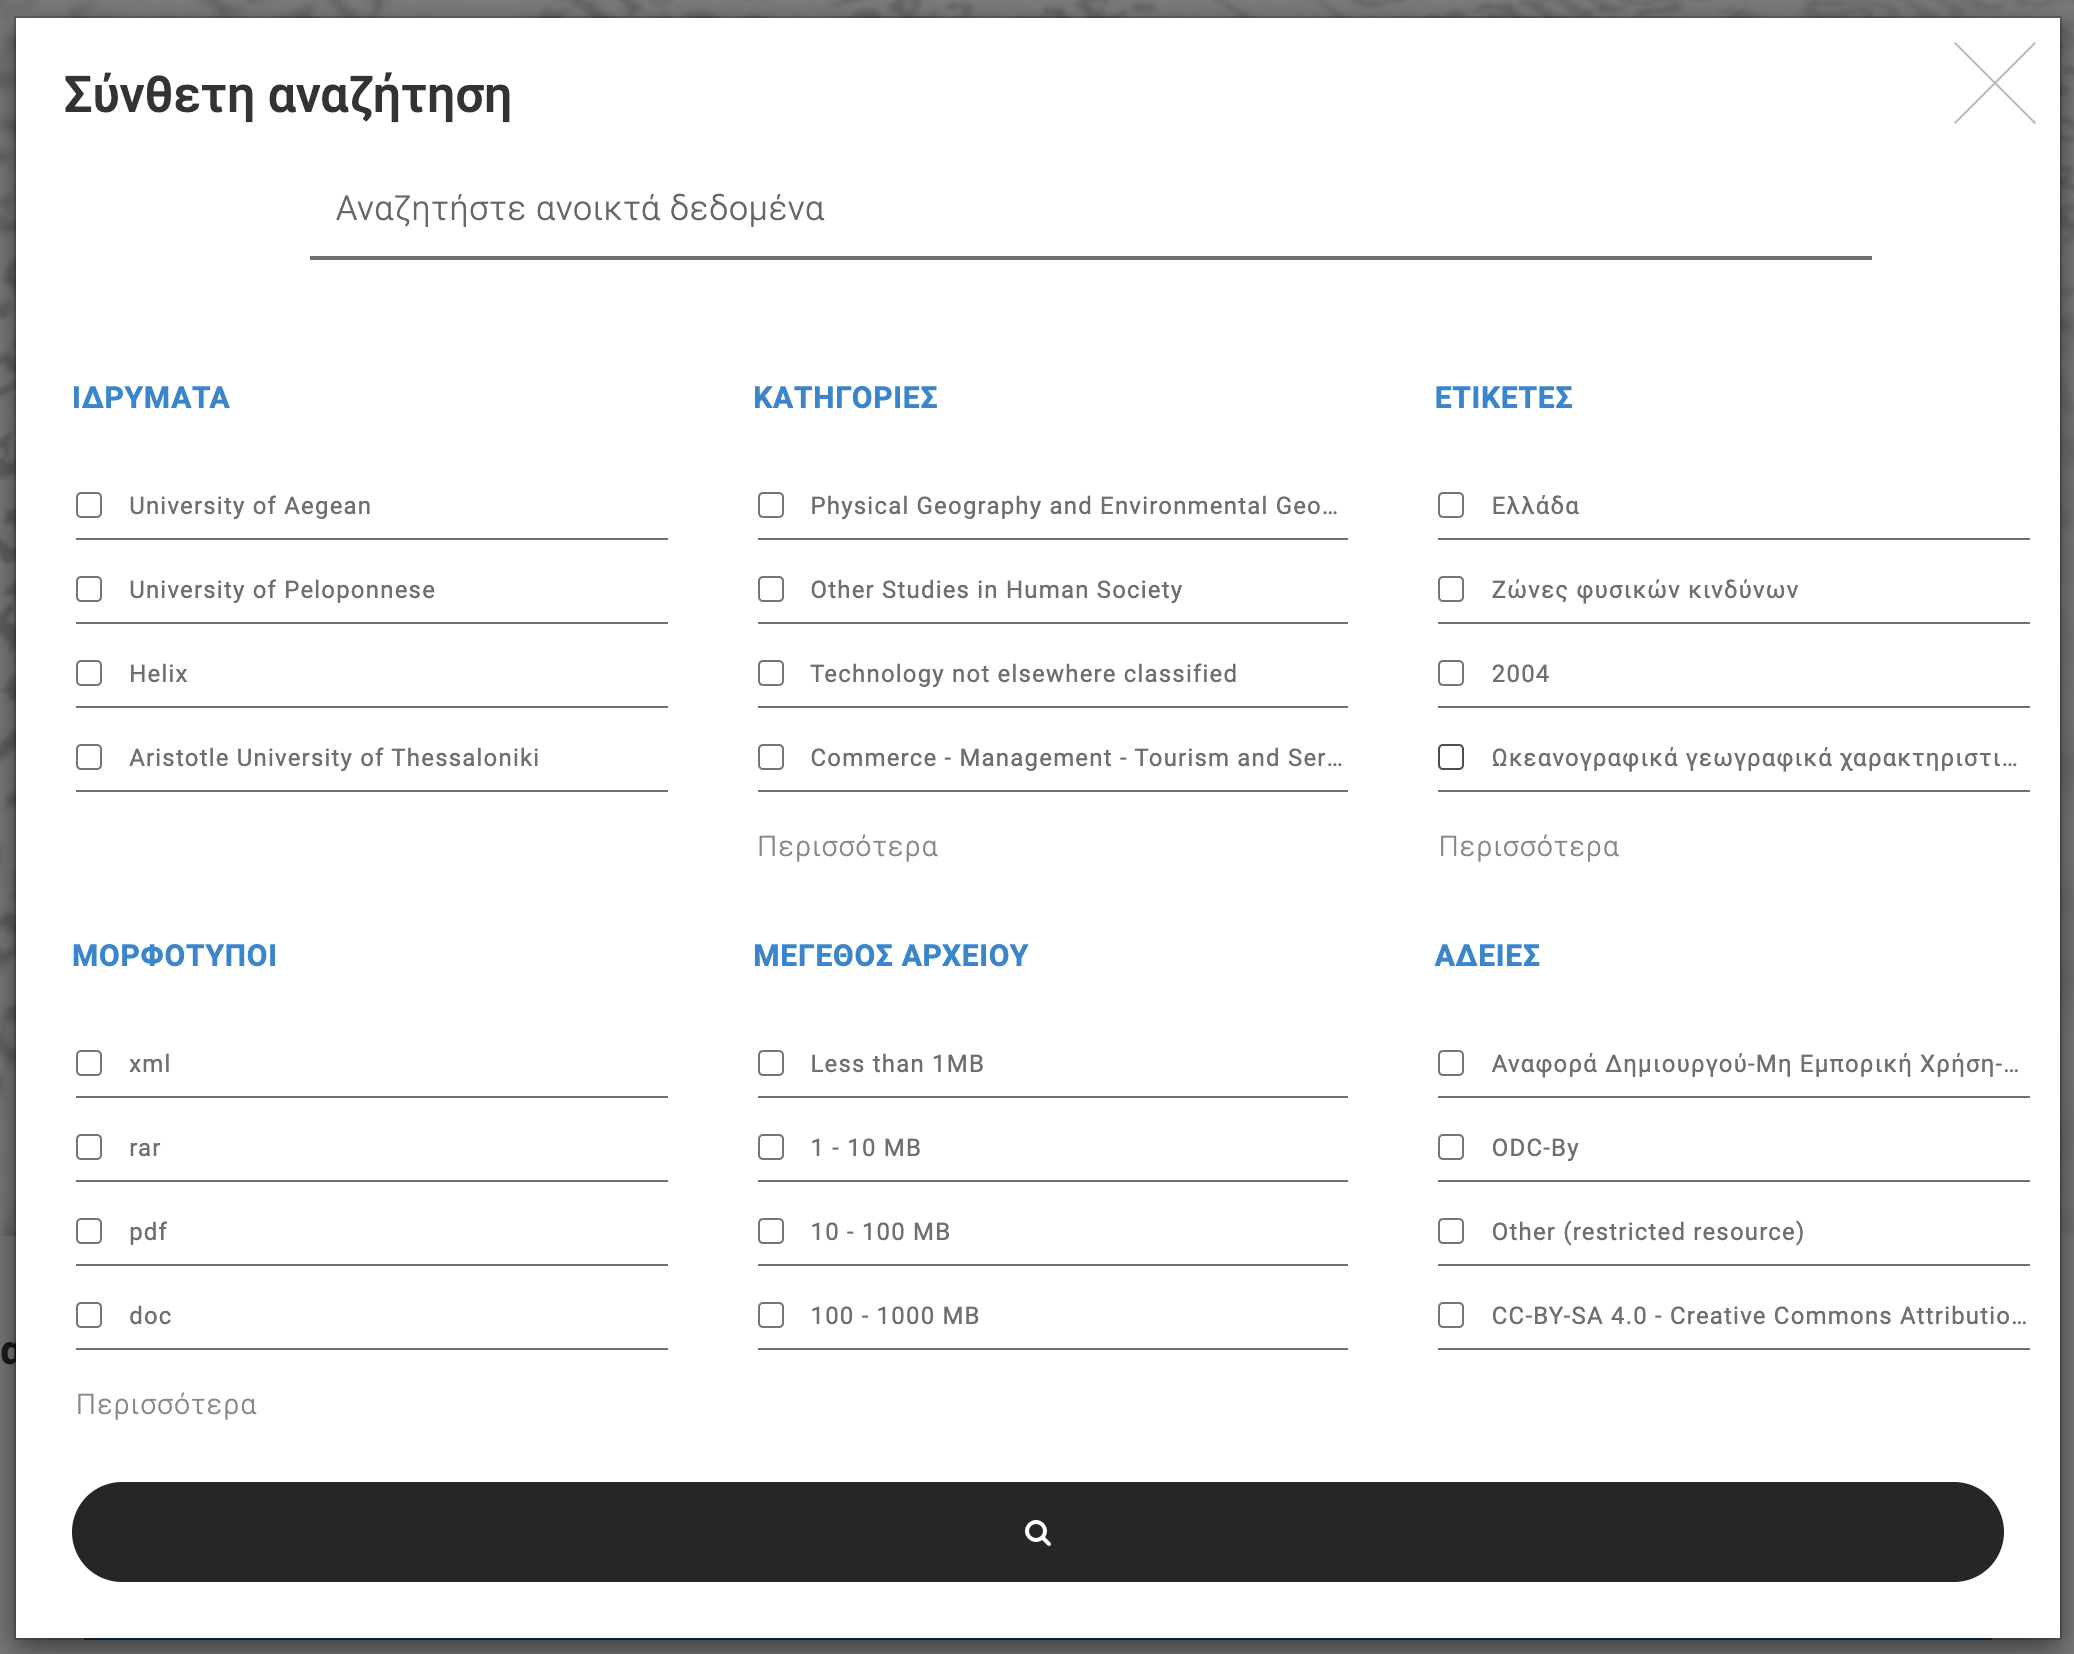 Σύνθετη αναζήτηση
Αναζητήστε ανοικτά δεδομένα
ΙΔΡΥΜΑΤΑ
University of Aegean
University of Peloponnese
Helix
Aristotle University of Thessaloniki
ΚΑΤΗΓΟΡΙΕΣ
Physical Geography and Environmental Geo...
Other Studies in Human Society
Technology not elsewhere classified
Commerce - Management - Tourism and Ser...
Περισσότερα
ΕΤΙΚΕΤΕΣ
Ελλάδα
Ζώνες φυσικών κινδύνων
2004
Ωκεανογραφικά γεωγραφικά χαρακτηριστι...
Περισσότερα
ΜΟΡΦΟΤΥΠΟΙ
xml
rar
pdf
doc
Περισσότερα
ΜΕΓΕΘΟΣ ΑΡΧΕΙΟΥ
Less than 1MB
1 - 10 MB
10 - 100 MB
100 - 1000 MB
ΑΔΕΙΕΣ
Αναφορά Δημιουργού-Μη Εμπορική Χρήση-...
ODC-By
Other (restricted resource)
CC-BY-SA 4.0 - Creative Commons Attributio...